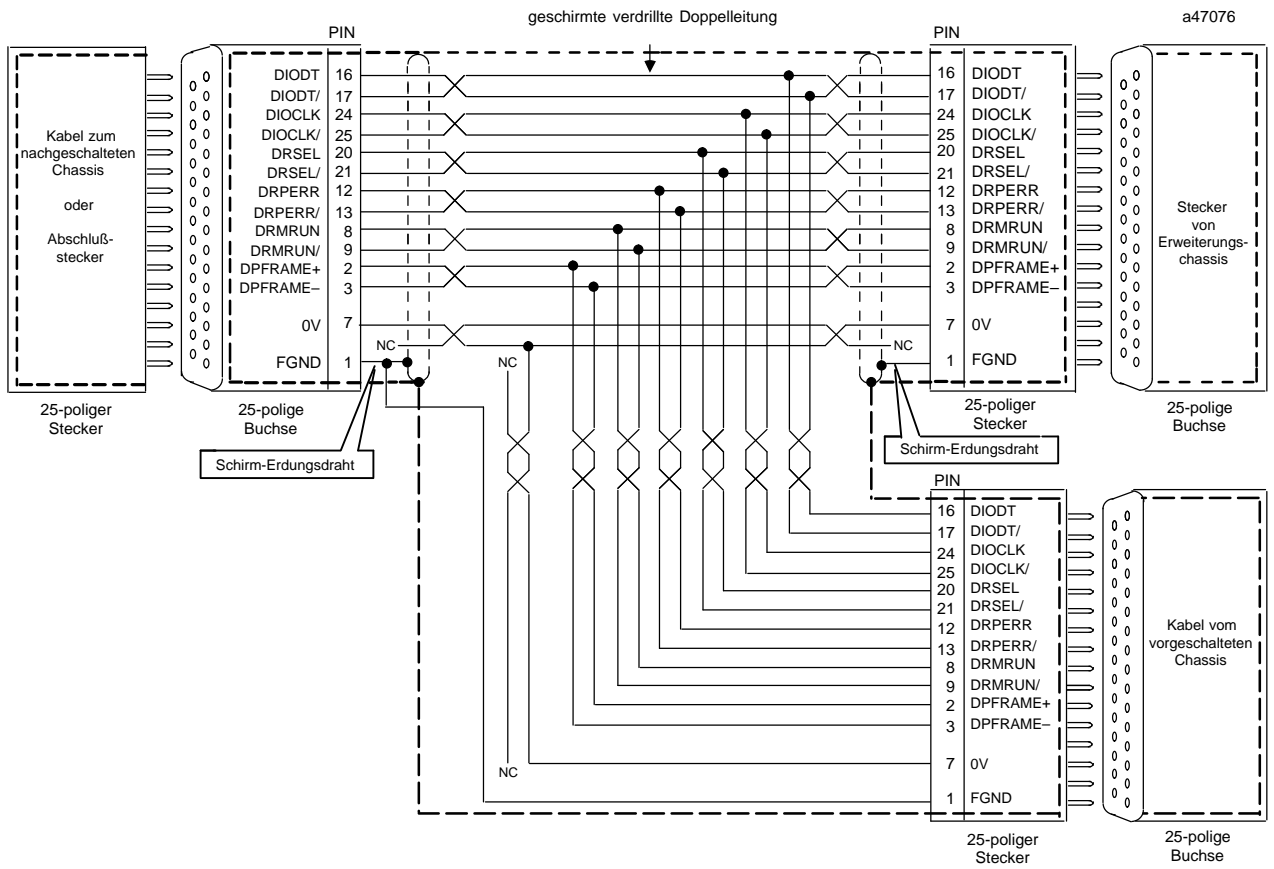 geschirmte verdrillte Doppelleitung
a47076
PIN
DIODT 16
DIODT/ 17
DIOCLK 24
DIOCLK/ 25
DRSEL 20
DRSEL/ 21
DRPERR 12
DRPERR/ 13
DRMRUN 8
DRMRUN/ 9
DPFRAME+ 2
DPFRAME– 3
0V 7
NC
FGND 1
Kabel zum
nachgeschalteten
Chassis
oder
Abschluß-
stecker
25-poliger
Stecker
25-polige
Buchse
Schirm-Erdungsdraht
PIN
16 DIODT
17 DIODT/
24 DIOCLK
25 DIOCLK/
20 DRSEL
21 DRSEL/
12 DRPERR
13 DRPERR/
8 DRMRUN
9 DRMRUN/
2 DPFRAME+
3 DPFRAME–
7 0V
NC
1 FGND
Stecker
von
Erweiterungs-
chassis
25-poliger
Stecker
25-polige
Buchse
Schirm-Erdungsdraht
NC
NC
PIN
16 DIODT
17 DIODT/
24 DIOCLK
25 DIOCLK/
20 DRSEL
21 DRSEL/
12 DRPERR
13 DRPERR/
8 DRMRUN
9 DRMRUN/
2 DPFRAME+
3 DPFRAME–
7 0V
1 FGND
Kabel vom
vorgeschalteten
Chassis
25-poliger
Stecker
25-polige
Buchse